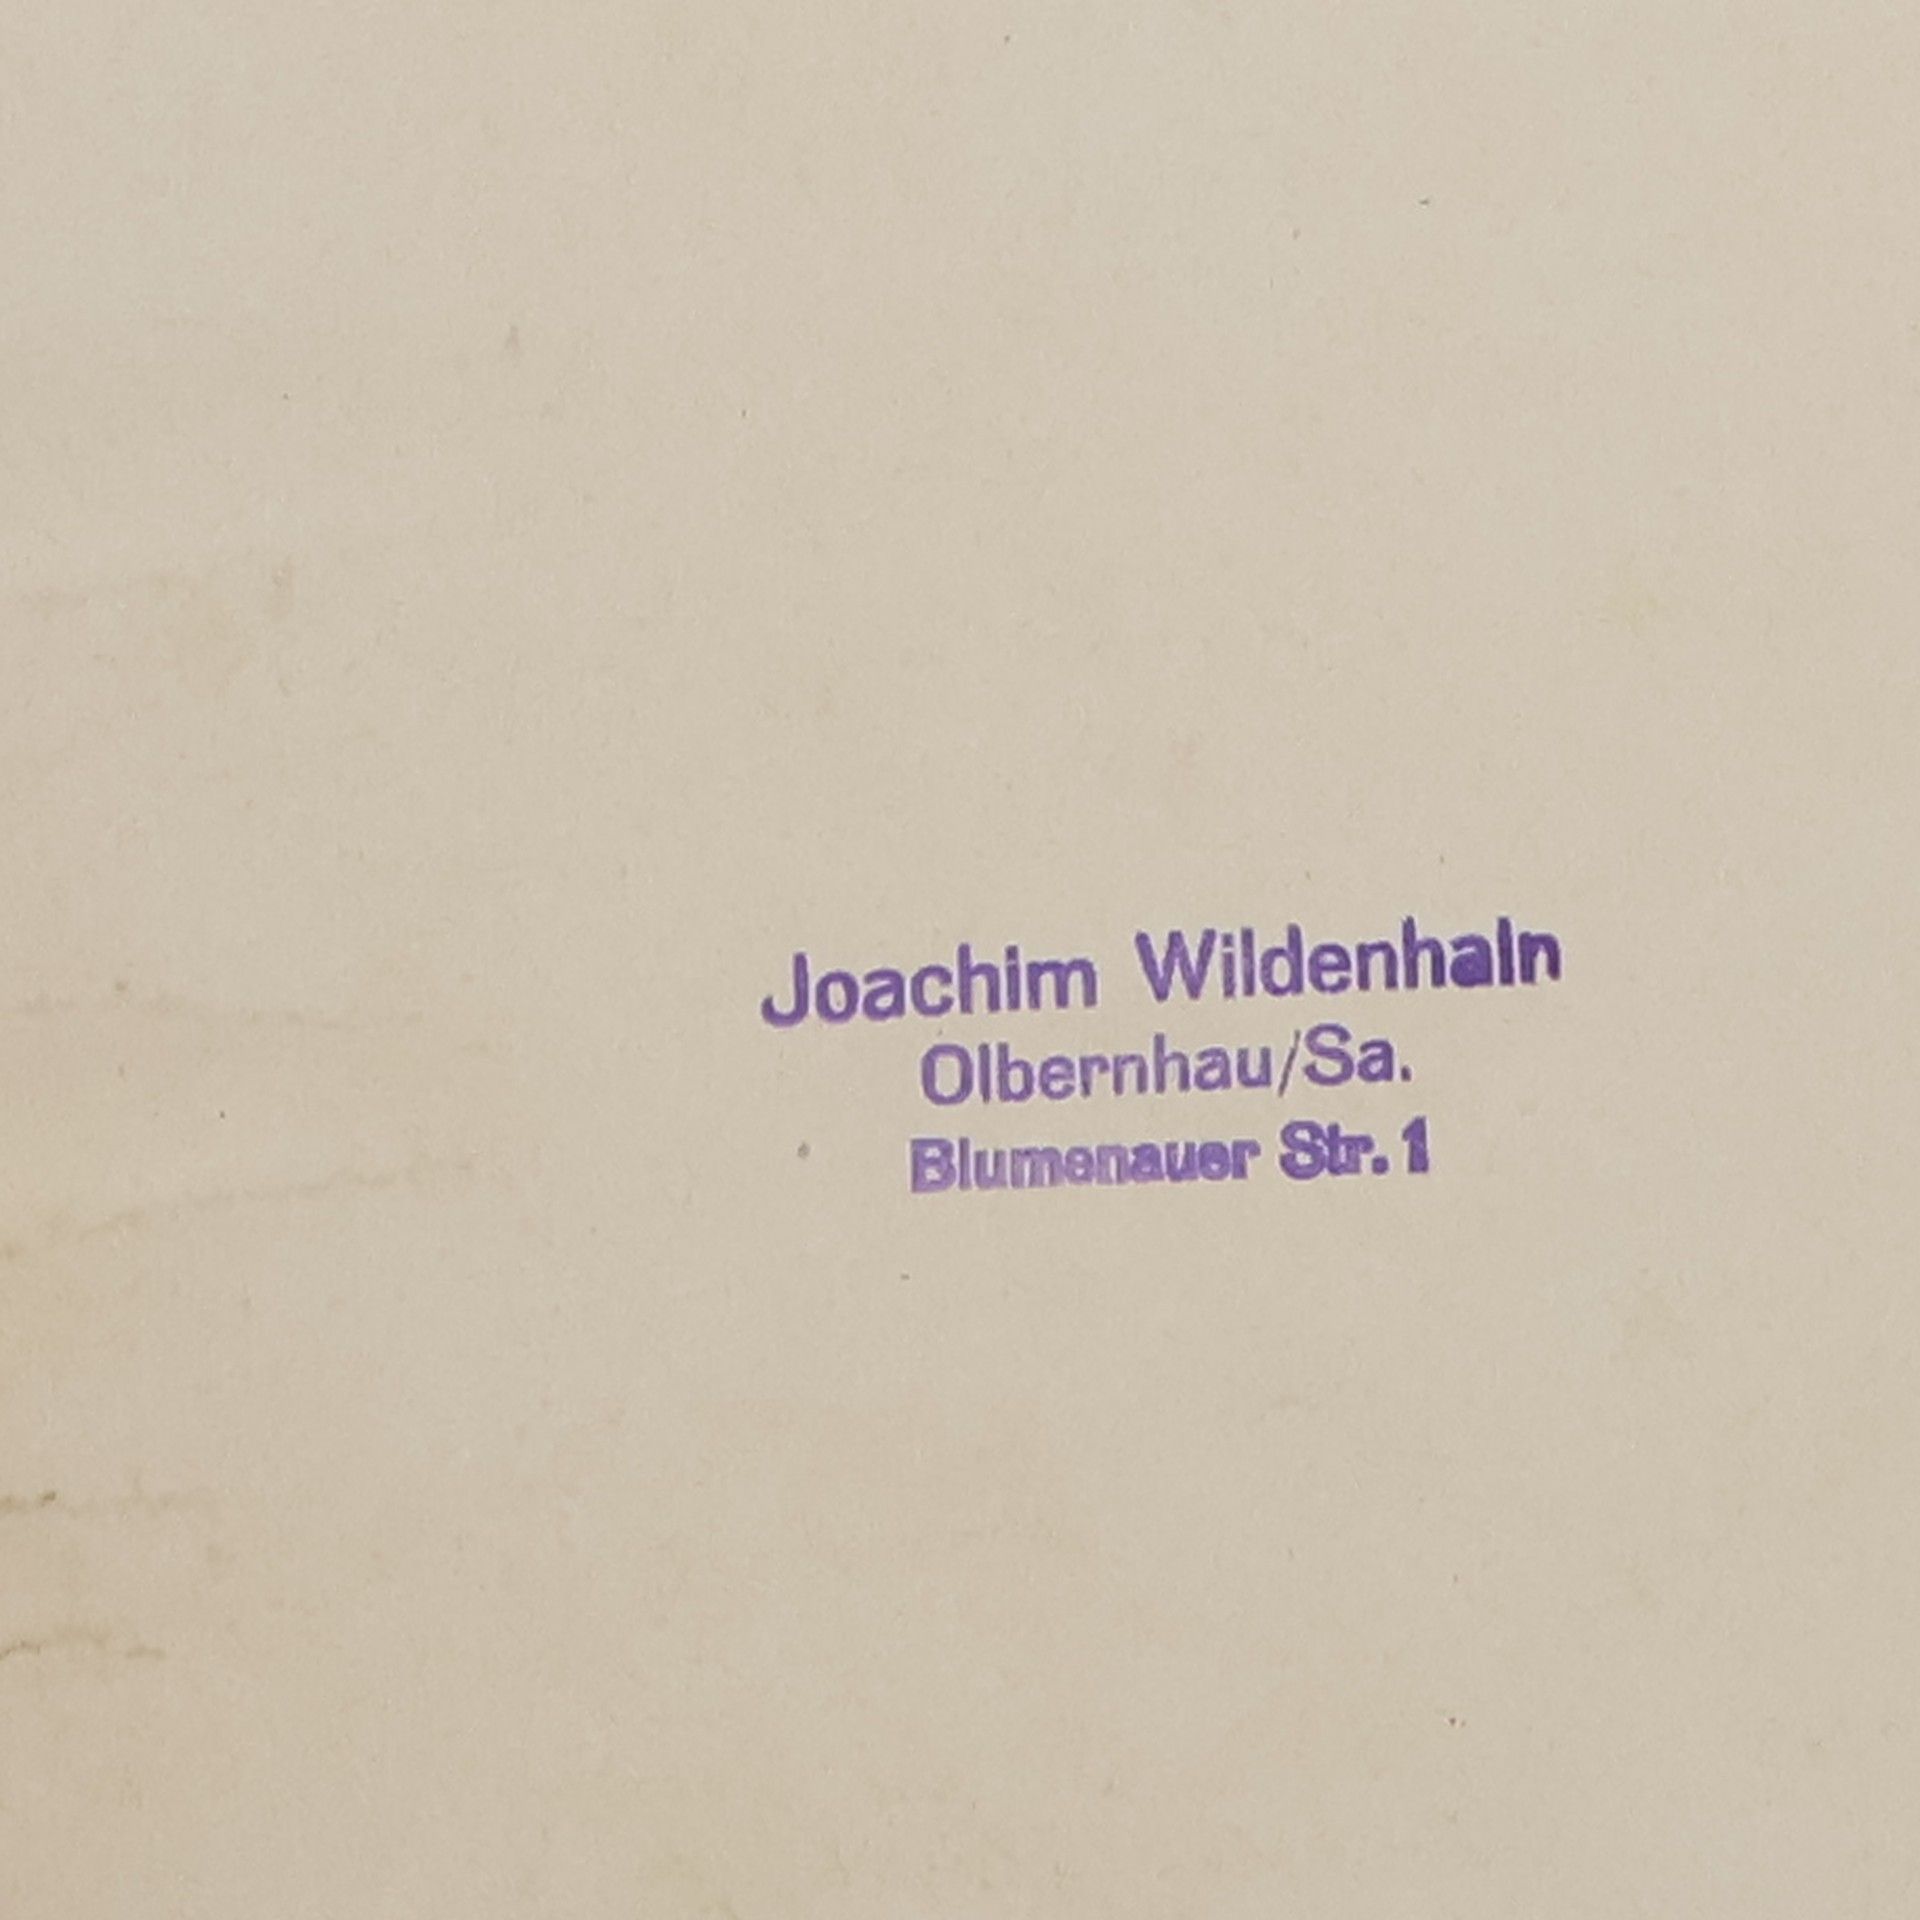 Joachim Wildenhain
Olbernhau/Sa.
Blumenauer Str. 1